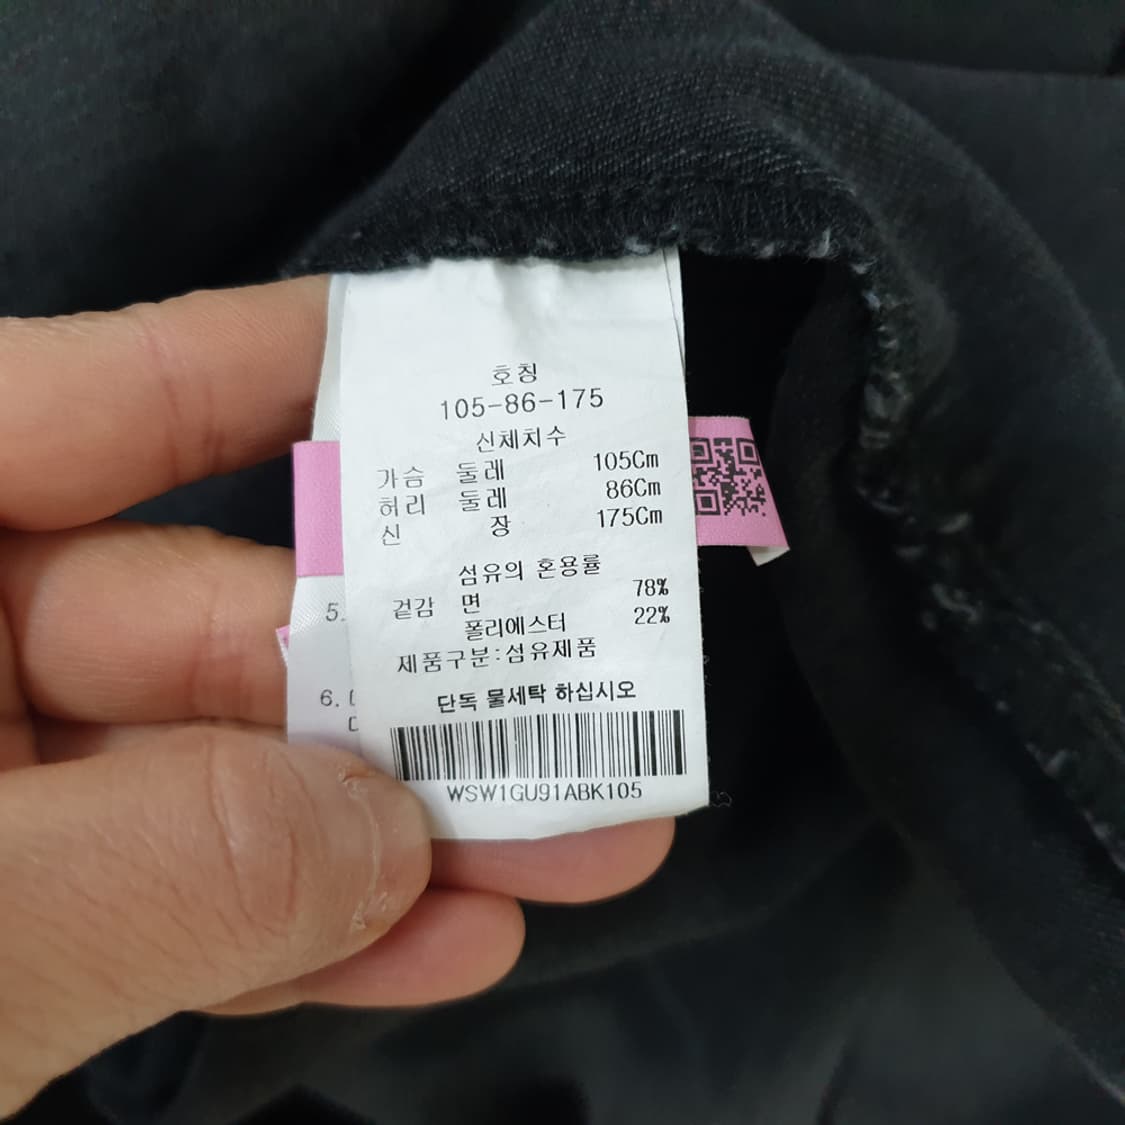 호칭
105-86-175
신체치수
가슴 둘레 105Cm
허리 둘레 86Cm
신 장 175Cm
섬유의 혼용률
겉감 면 78%
폴리에스터 22%
제품구분:섬유제품
단독 물세탁 하십시오
WSW1GU91ABK105
5.
6.